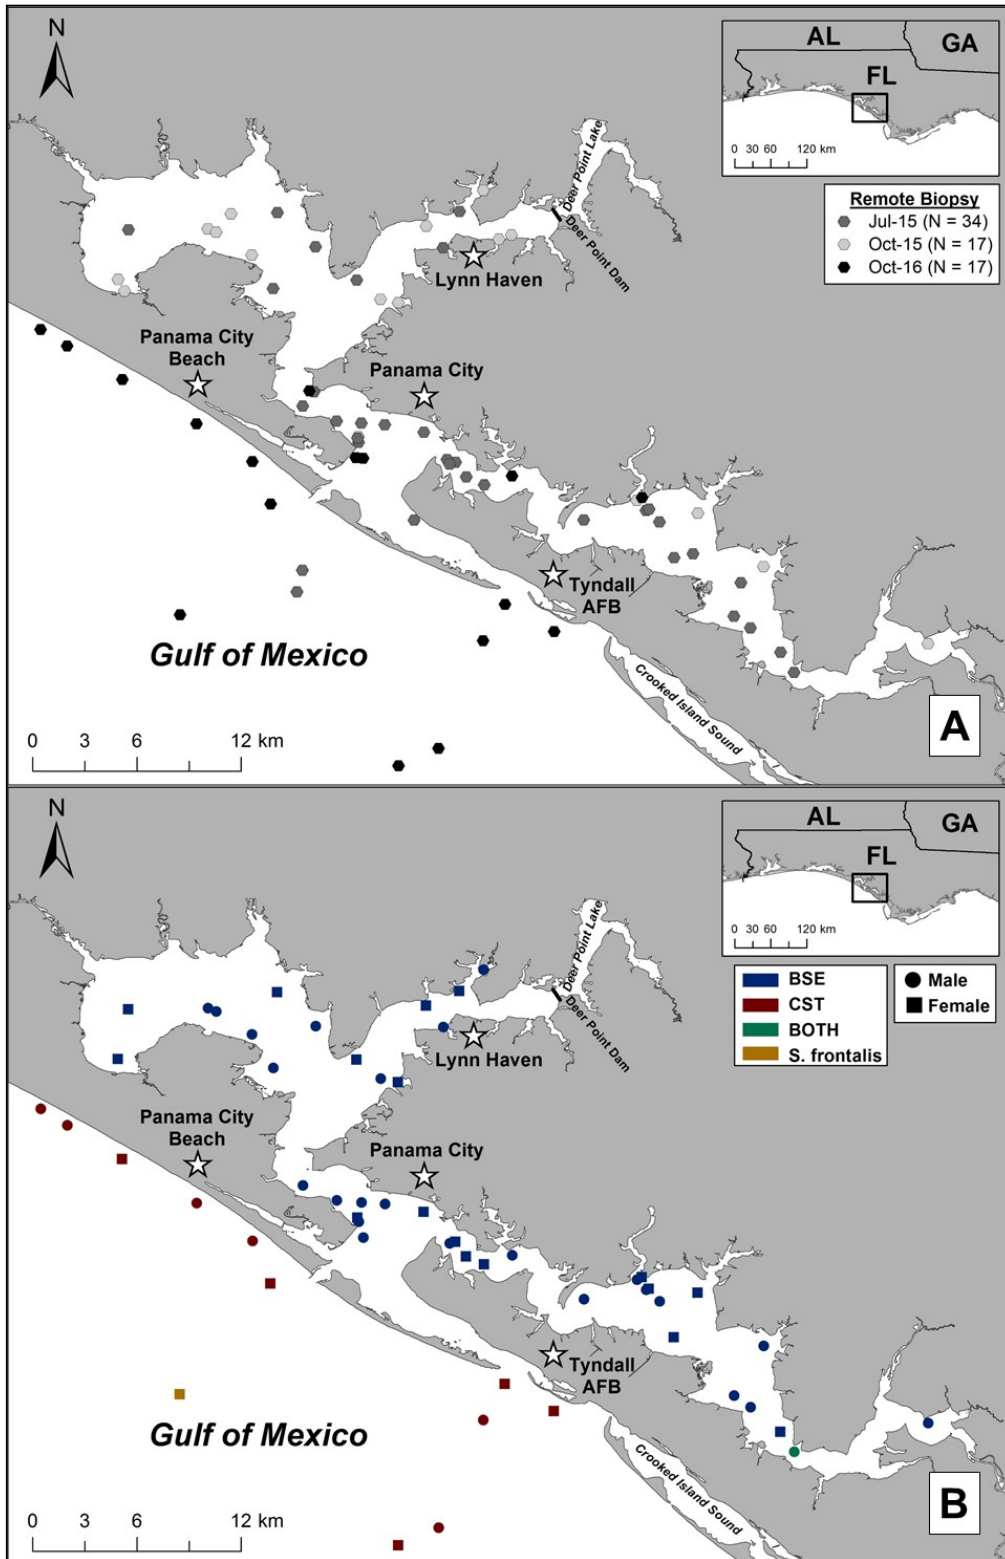 N
AL
GA
FL
0 30 60 120 km
Remote Biopsy
Jul-15 (N = 34)
Oct-15 (N = 17)
Oct-16 (N = 17)
Deer Point Lake
Deer Point Dam
Lynn Haven
Panama City
Beach
Panama City
Tyndall
AFB
Gulf of Mexico
Crooked Island Sound
0 3 6 12 km
A
N
AL
GA
FL
0 30 60 120 km
BSE
CST
BOTH
S. frontalis
Male
Female
Deer Point Lake
Deer Point Dam
Lynn Haven
Panama City
Beach
Panama City
Tyndall
AFB
Gulf of Mexico
Crooked Island Sound
0 3 6 12 km
B